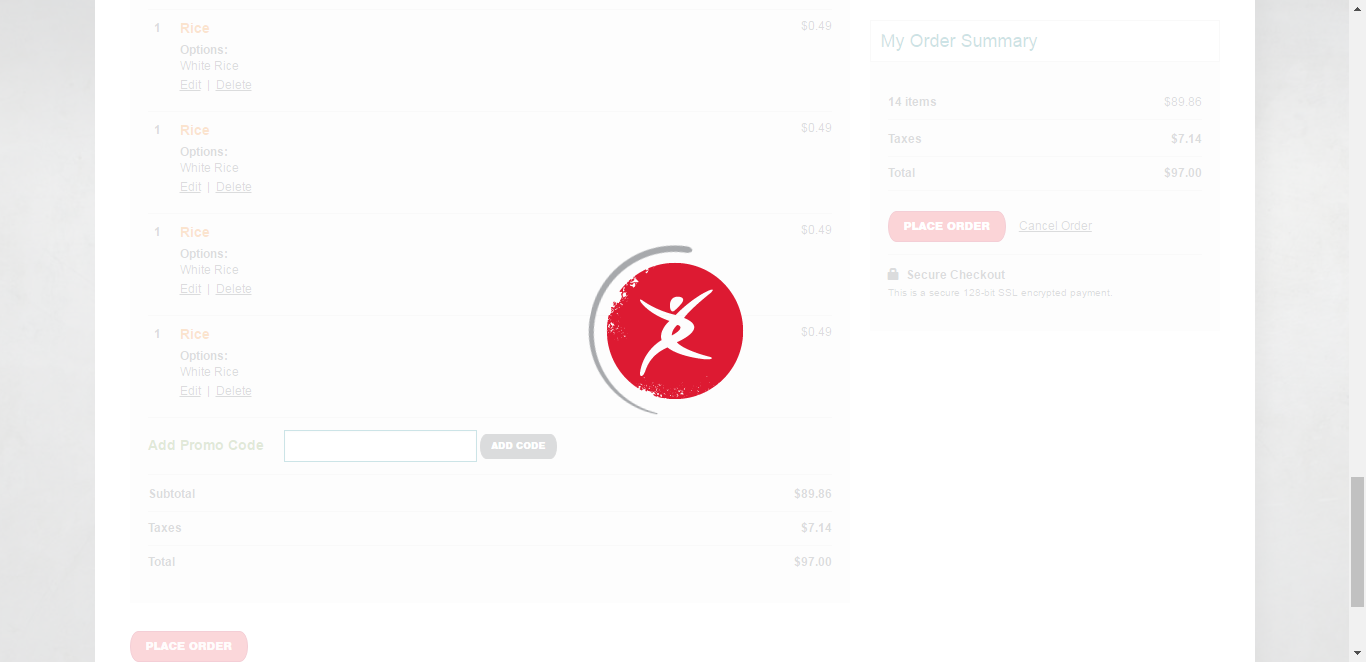 1 Rice $0.49
Options:
White Rice
Edit | Delete
1 Rice $0.49
Options:
White Rice
Edit | Delete
1 Rice $0.49
Options:
White Rice
Edit | Delete
1 Rice $0.49
Options:
White Rice
Edit | Delete
Add Promo Code ADD CODE
Subtotal $89.86
Taxes $7.14
Total $97.00
PLACE ORDER
My Order Summary
14 items $89.86
Taxes $7.14
Total $97.00
PLACE ORDER Cancel Order
Secure Checkout
This is a secure 128-bit SSL encrypted payment.